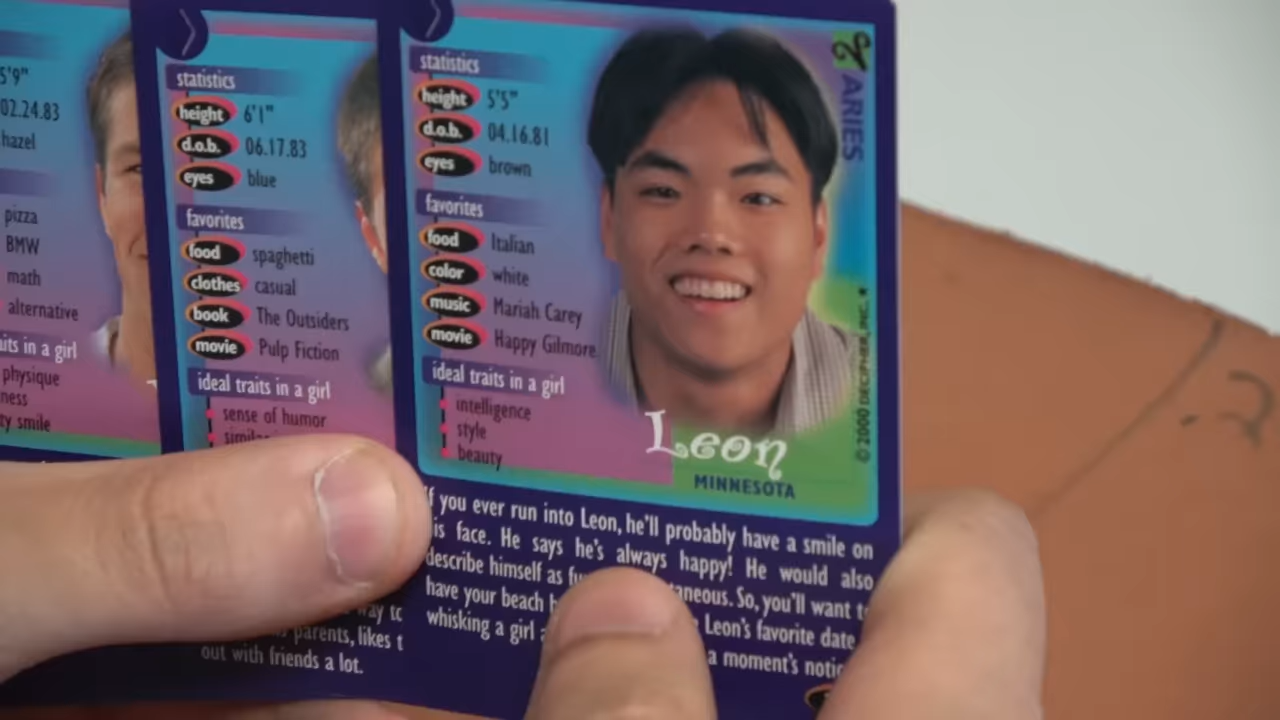 5'9"
02.24.83
hazel
pizza
BMW
math
alternative
its in a girl
physique
ness
ty smile
statistics
height 6'1"
d.o.b. 06.17.83
eyes blue
favorites
food spaghetti
clothes casual
book The Outsiders
movie Pulp Fiction
ideal traits in a girl
sense of humor
way to
parents, likes t
out with friends a lot.
statistics
height 5'5"
d.o.b. 04.16.81
eyes brown
favorites
food Italian
color white
music Mariah Carey
movie Happy Gilmore
ideal traits in a girl
intelligence
style
beauty
ARIES
© 2000 DECIPHER, INC.
Leon
MINNESOTA
If you ever run into Leon, he'll probably have a smile on
is face. He says he's always happy! He would also
describe himself as fu taneous. So, you'll want t
have your beach b Leon's favorite date
whisking a girl a moment's notic
.2